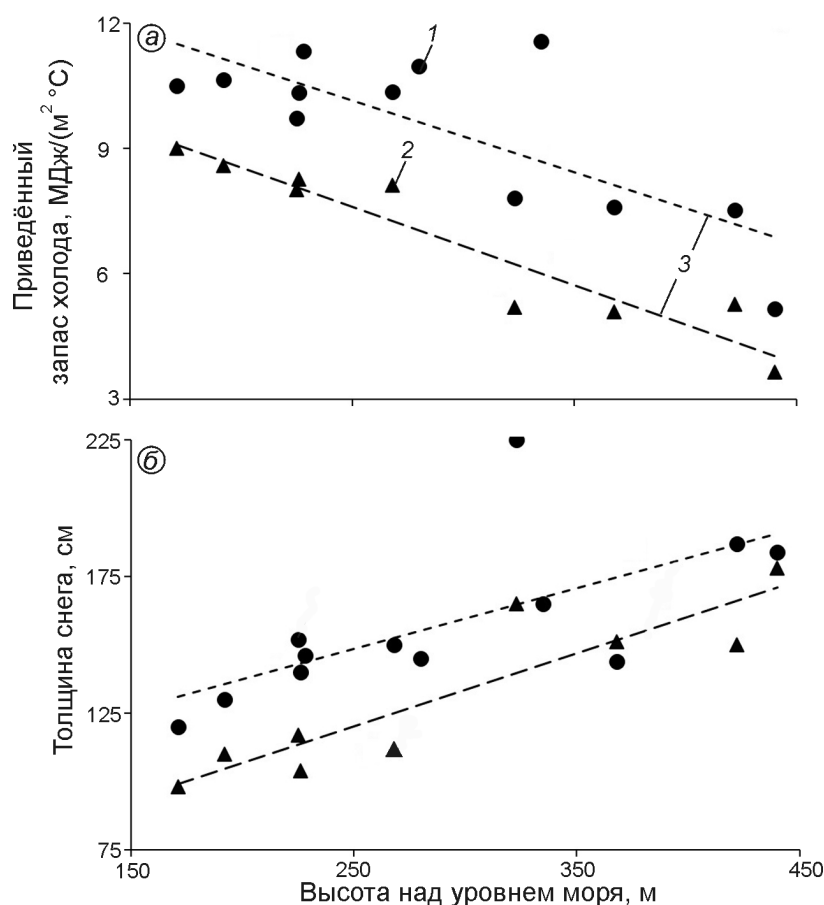 а
12
9
6
3
Приведённый
запас холода, МДж/(м² °С)
1
2
3
б
225
175
125
75
Толщина снега, см
150
250
350
450
Высота над уровнем моря, м